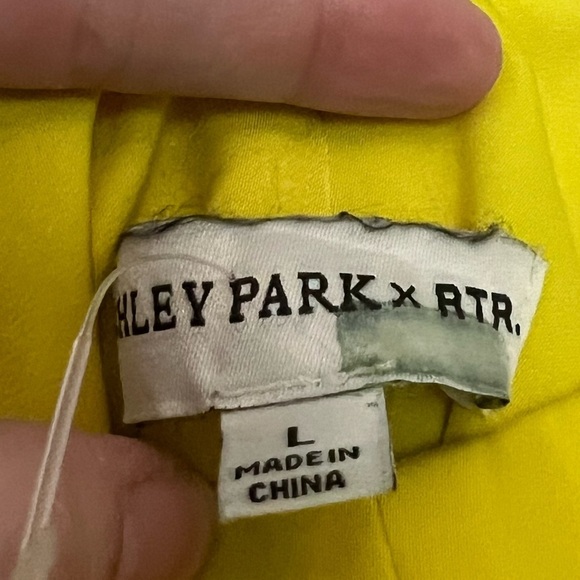 HLEY PARK × RTR.
L
MADE IN
CHINA